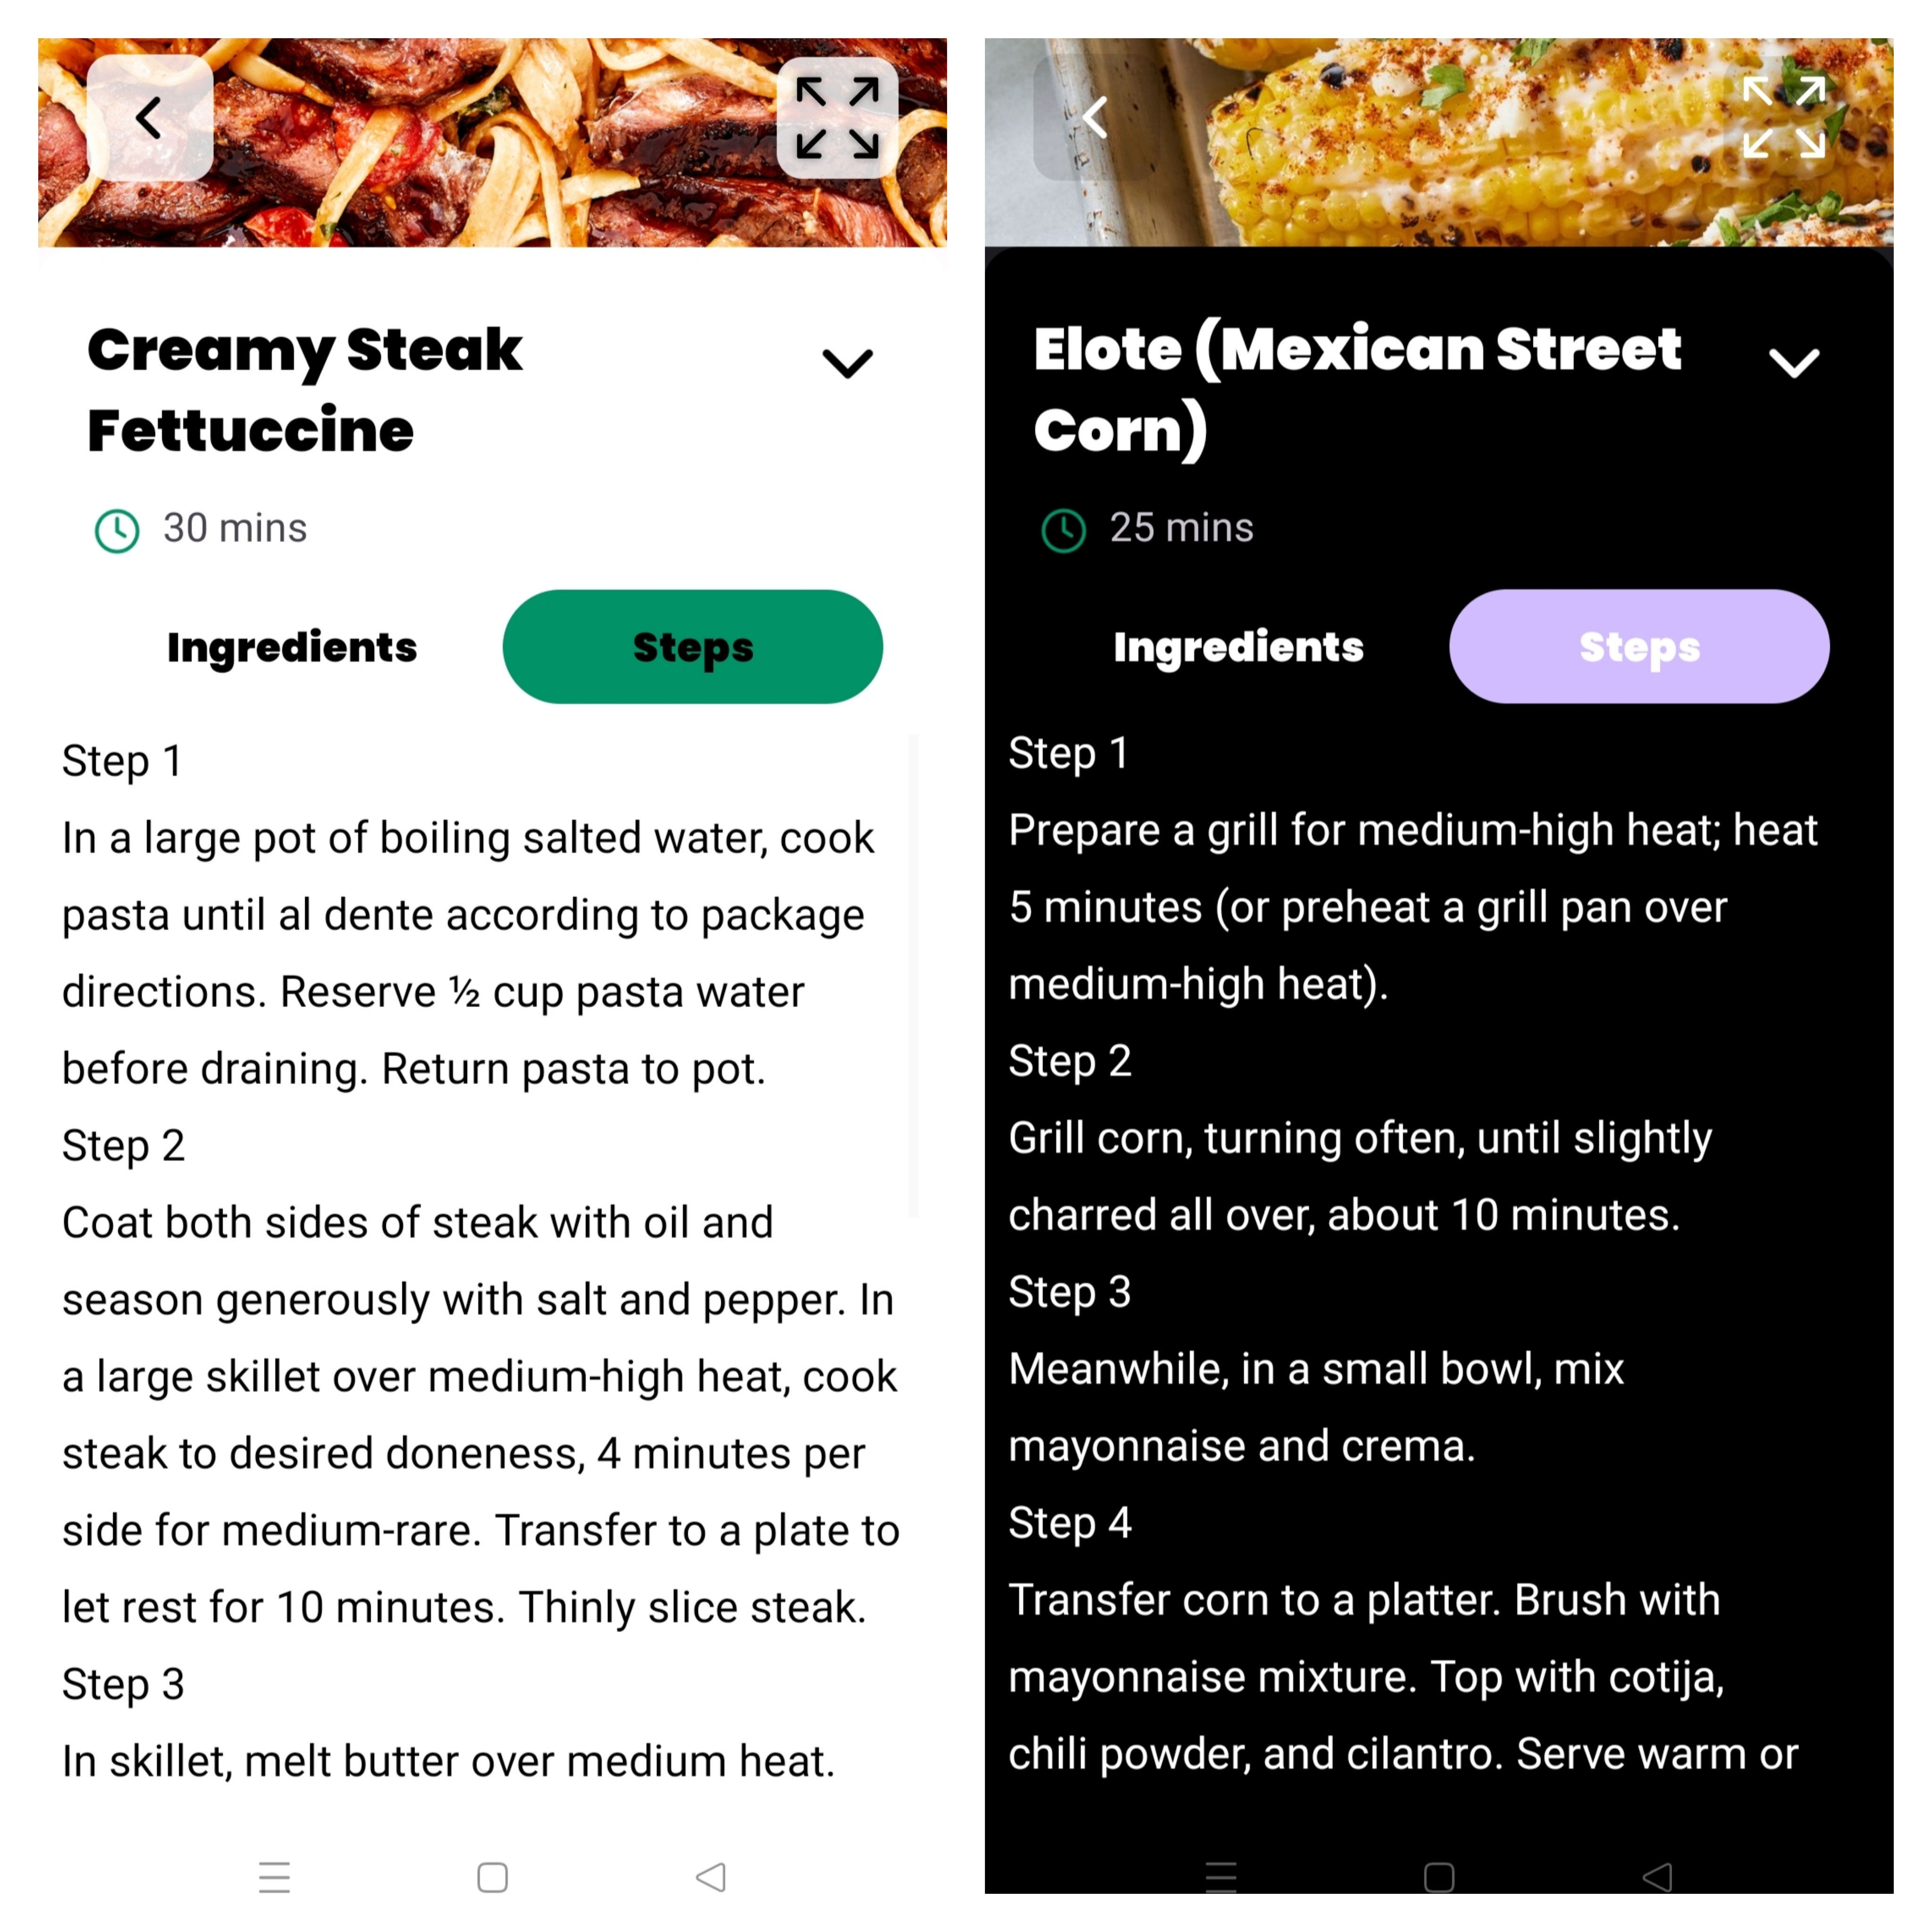 Creamy Steak
Fettuccine
30 mins
Ingredients
Steps
Step 1
In a large pot of boiling salted water, cook
pasta until al dente according to package
directions. Reserve ½ cup pasta water
before draining. Return pasta to pot.
Step 2
Coat both sides of steak with oil and
season generously with salt and pepper. In
a large skillet over medium-high heat, cook
steak to desired doneness, 4 minutes per
side for medium-rare. Transfer to a plate to
let rest for 10 minutes. Thinly slice steak.
Step 3
In skillet, melt butter over medium heat.
Elote (Mexican Street
Corn)
25 mins
Ingredients
Steps
Step 1
Prepare a grill for medium-high heat; heat
5 minutes (or preheat a grill pan over
medium-high heat).
Step 2
Grill corn, turning often, until slightly
charred all over, about 10 minutes.
Step 3
Meanwhile, in a small bowl, mix
mayonnaise and crema.
Step 4
Transfer corn to a platter. Brush with
mayonnaise mixture. Top with cotija,
chili powder, and cilantro. Serve warm or